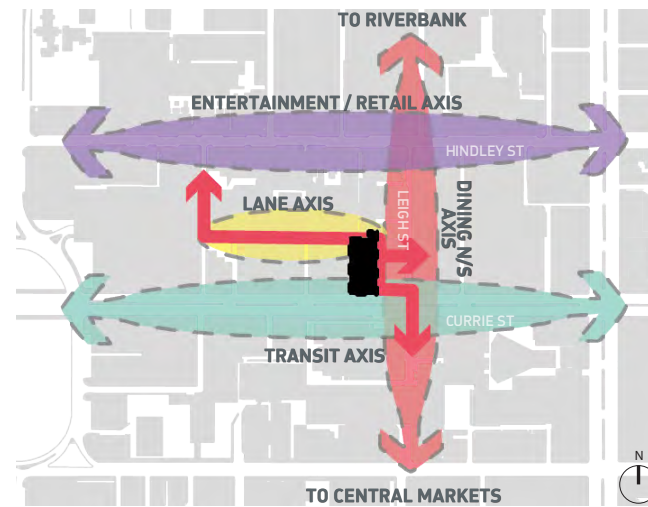 TO RIVERBANK
ENTERTAINMENT / RETAIL AXIS
HINDLEY ST
LANE AXIS
LEIGH ST
DINING N/S
AXIS
CURRIE ST
TRANSIT AXIS
N
TO CENTRAL MARKETS